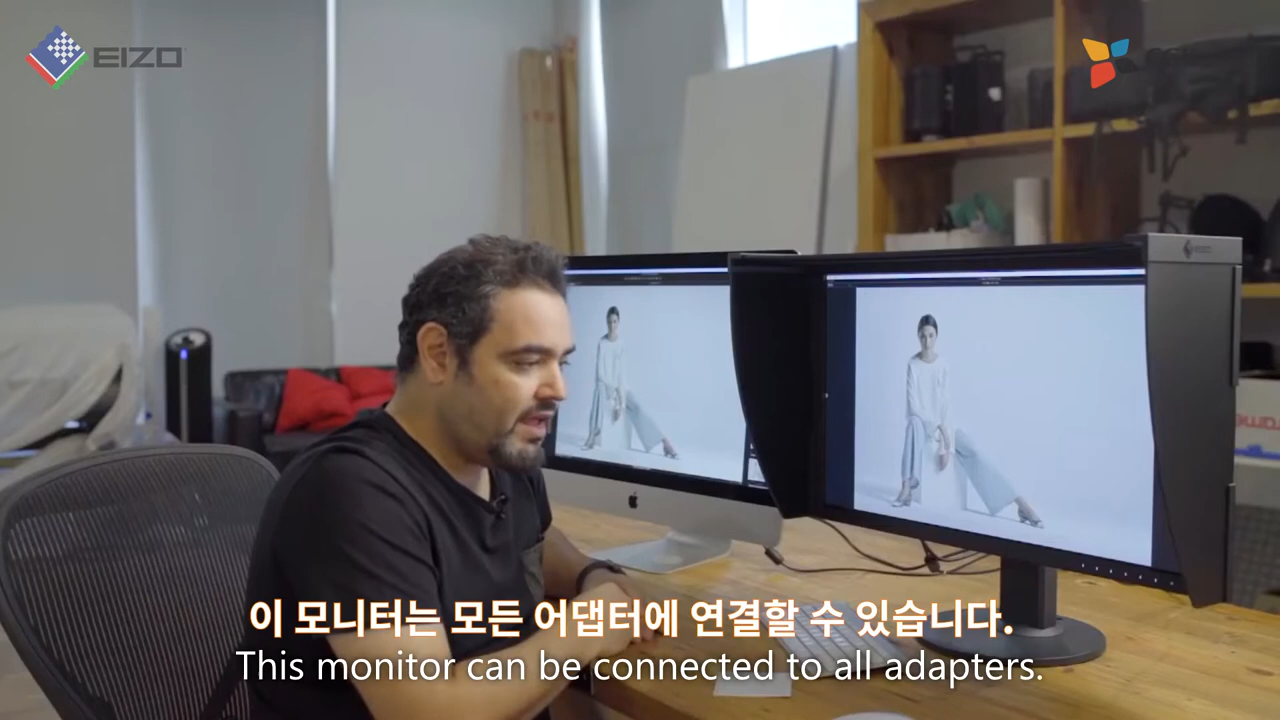 EIZO
이 모니터는 모든 어댑터에 연결할 수 있습니다.
This monitor can be connected to all adapters.